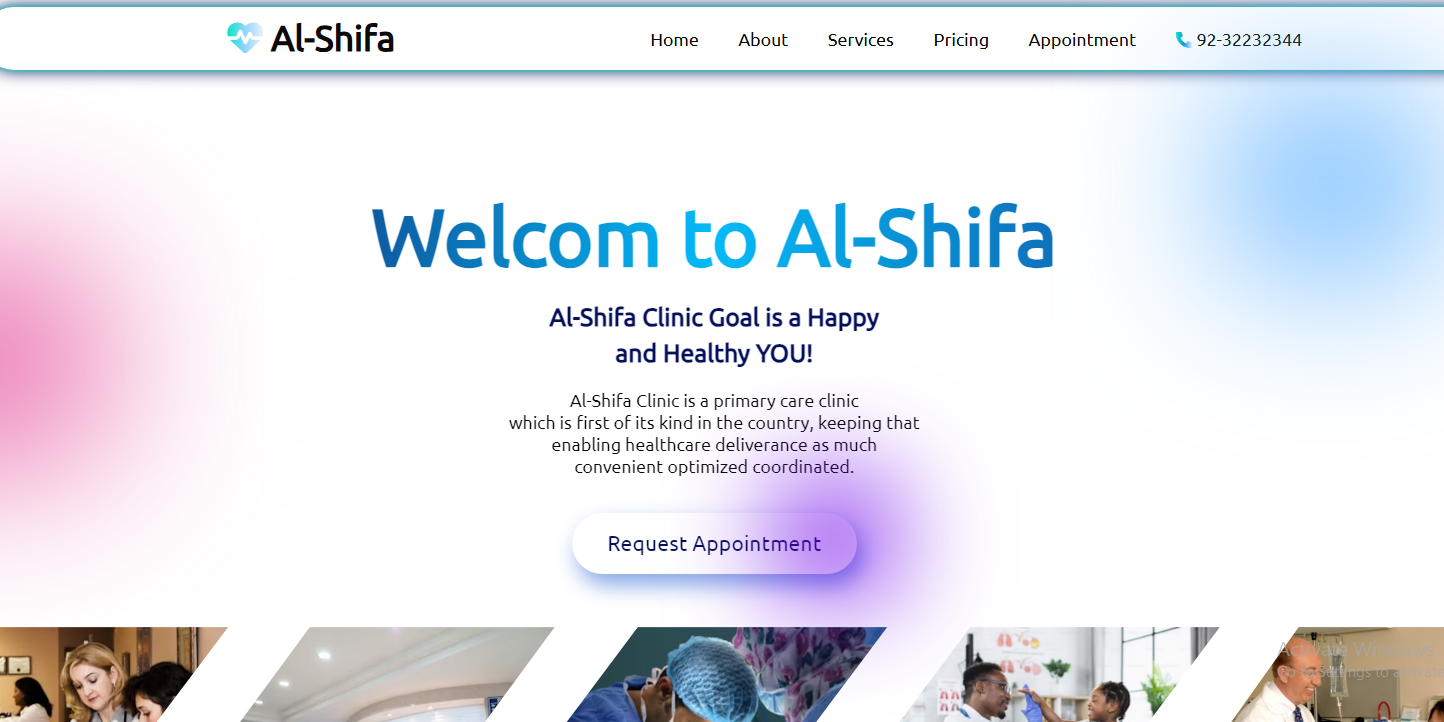 Al-Shifa
Home About Services Pricing Appointment 92-32232344
Welcom to Al-Shifa
Al-Shifa Clinic Goal is a Happy
and Healthy YOU!
Al-Shifa Clinic is a primary care clinic
which is first of its kind in the country, keeping that
enabling healthcare deliverance as much
convenient optimized coordinated.
Request Appointment
Activate Windows
Go to Settings to activate